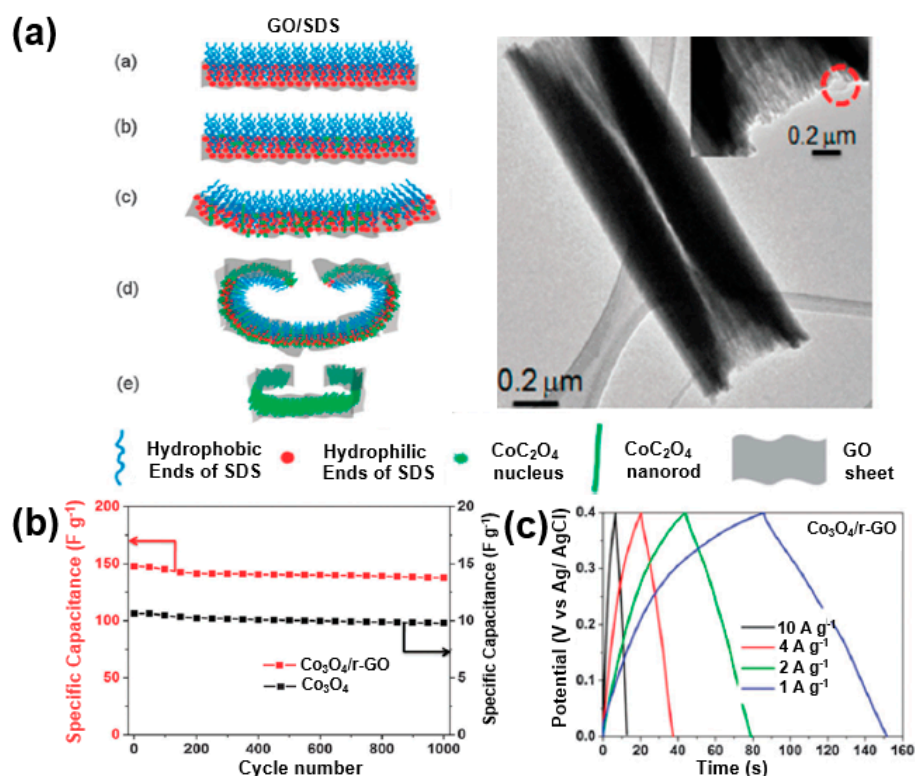 (a)
GO/SDS
(a)
(b)
(c)
(d)
(e)
0.2 μm
0.2 μm
Hydrophobic
Ends of SDS
Hydrophilic
Ends of SDS
CoC₂O₄
nucleus
CoC₂O₄
nanorod
GO
sheet
(b)
Specific Capacitance (F g⁻¹)
200
150
100
50
0
20
15
10
5
0
Specific Capacitance (F g⁻¹)
Co₃O₄/r-GO
Co₃O₄
0 200 400 600 800 1000
Cycle number
(c)
Potential (V vs Ag/ AgCl)
0.4
0.3
0.2
0.1
0.0
Co₃O₄/r-GO
10 A g⁻¹
4 A g⁻¹
2 A g⁻¹
1 A g⁻¹
0 20 40 60 80 100 120 140 160
Time (s)